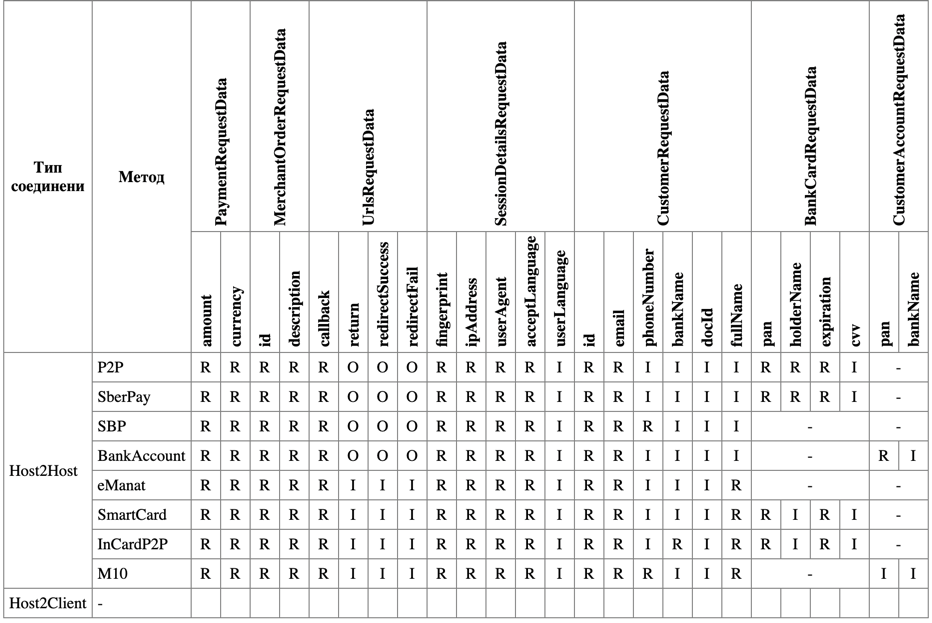 Тип соединени Метод PaymentRequestData MerchantOrderRequestData UrlsRequestData SessionDetailsRequestData CustomerRequestData BankCardRequestData CustomerAccountRequestData
amount currency id description callback return redirectSuccess redirectFail fingerprint ipAddress userAgent acceptLanguage userLanguage id email phoneNumber bankName docId fullName pan holderName expiration cvv pan bankName
Host2Host
P2P R R R R R O O O R R R R I R R I I I I R R R I -
SberPay R R R R R O O O R R R R I R R I I I I R R R I -
SBP R R R R R O O O R R R R I R R R I I I - -
BankAccount R R R R R O O O R R R R I R R I I I I - R I
eManat R R R R R I I I R R R R I R R I I I R - -
SmartCard R R R R R I I I R R R R I R R I I I R R I R I -
InCardP2P R R R R R I I I R R R R I R R I R I R R I R I -
M10 R R R R R I I I R R R R I R R R I I R - I I
Host2Client -